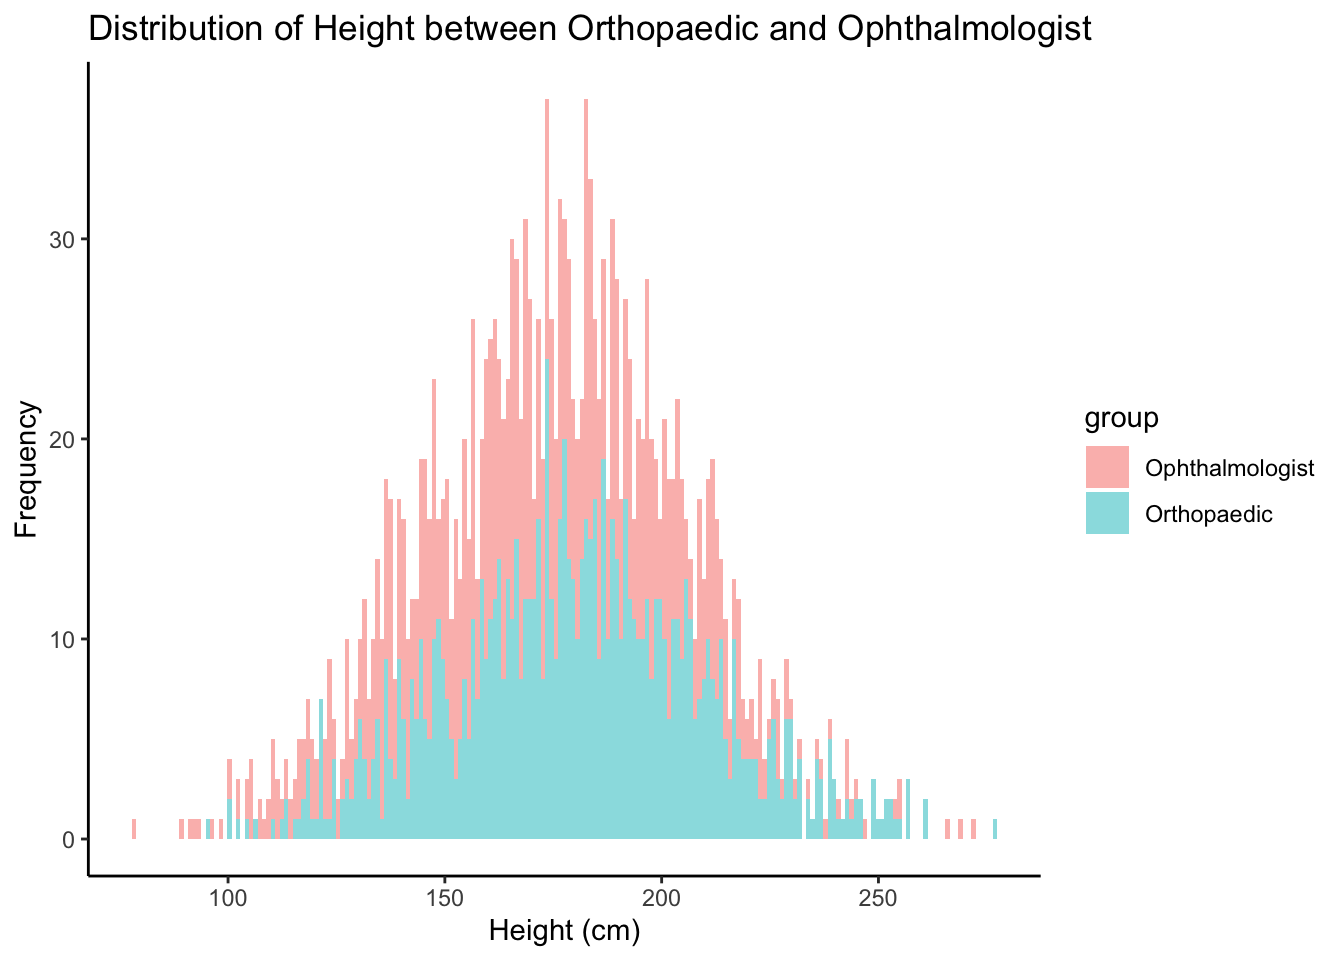 Distribution of Height between Orthopaedic and Ophthalmologist
Frequency
30
20
10
0
100 150 200 250
Height (cm)
group
Ophthalmologist
Orthopaedic